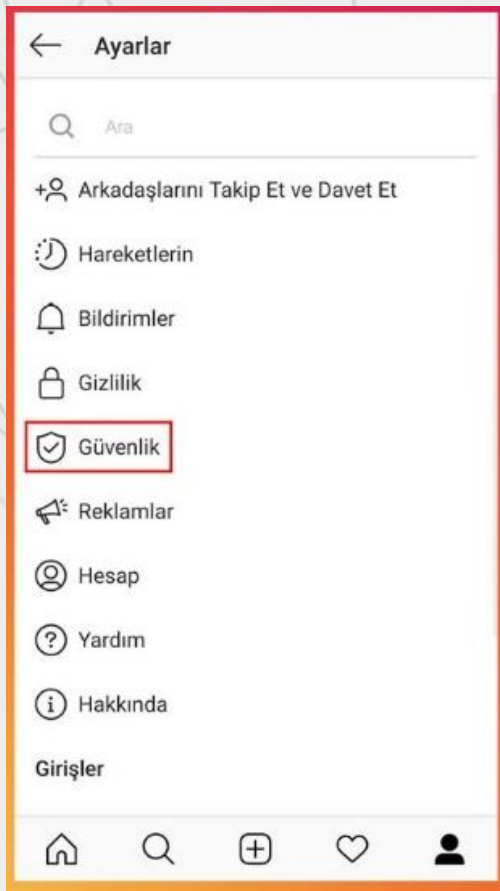 Ayarlar
Ara
Arkadaşlarını Takip Et ve Davet Et
Hareketlerin
Bildirimler
Gizlilik
Güvenlik
Reklamlar
Hesap
Yardım
Hakkında
Girişler